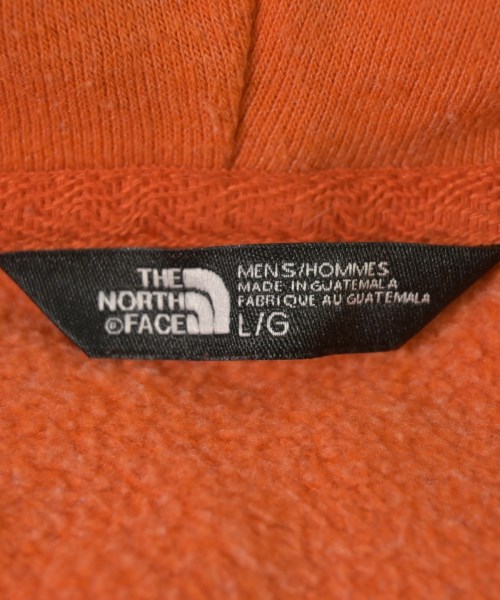 THE
NORTH
©FACE
MENS/HOMMES
MADE IN GUATEMALA
FABRIQUE AU GUATEMALA
L/G